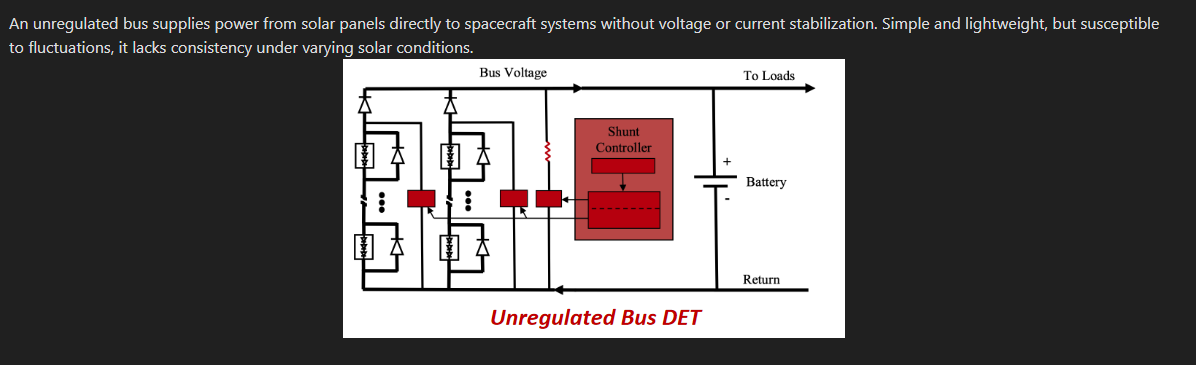 An unregulated bus supplies power from solar panels directly to spacecraft systems without voltage or current stabilization. Simple and lightweight, but susceptible
to fluctuations, it lacks consistency under varying solar conditions.
Bus Voltage
To Loads
Shunt
Controller
+
Battery
-
Return
Unregulated Bus DET